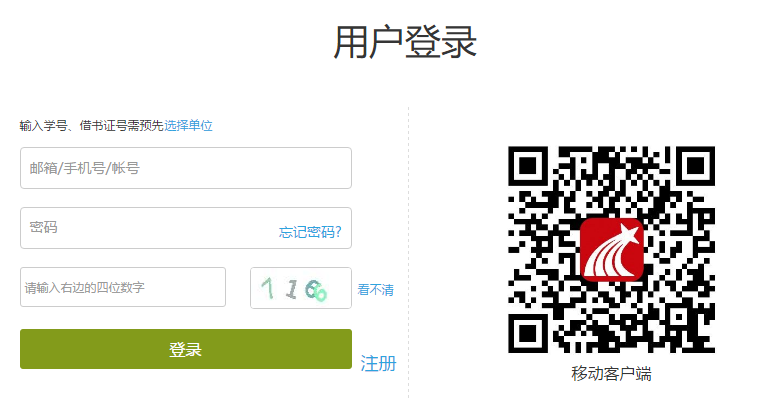 用户登录
输入学号、借书证号需预先选择单位
邮箱/手机号/帐号
密码
忘记密码?
请输入右边的四位数字
看不清
登录
注册
移动客户端